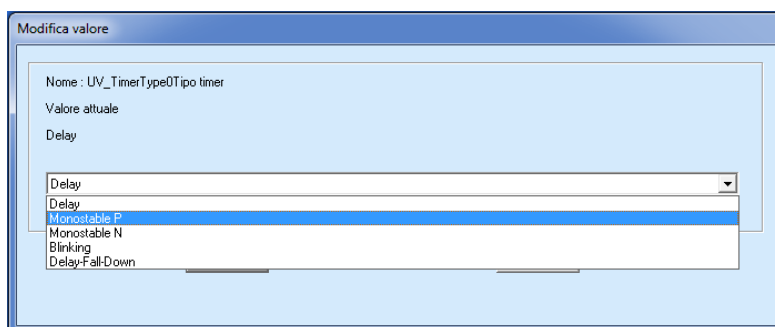 Modifica valore
Nome : UV_TimerType0Tipo timer
Valore attuale
Delay
Delay
Delay
Monostable P
Monostable N
Blinking
Delay-Fall-Down